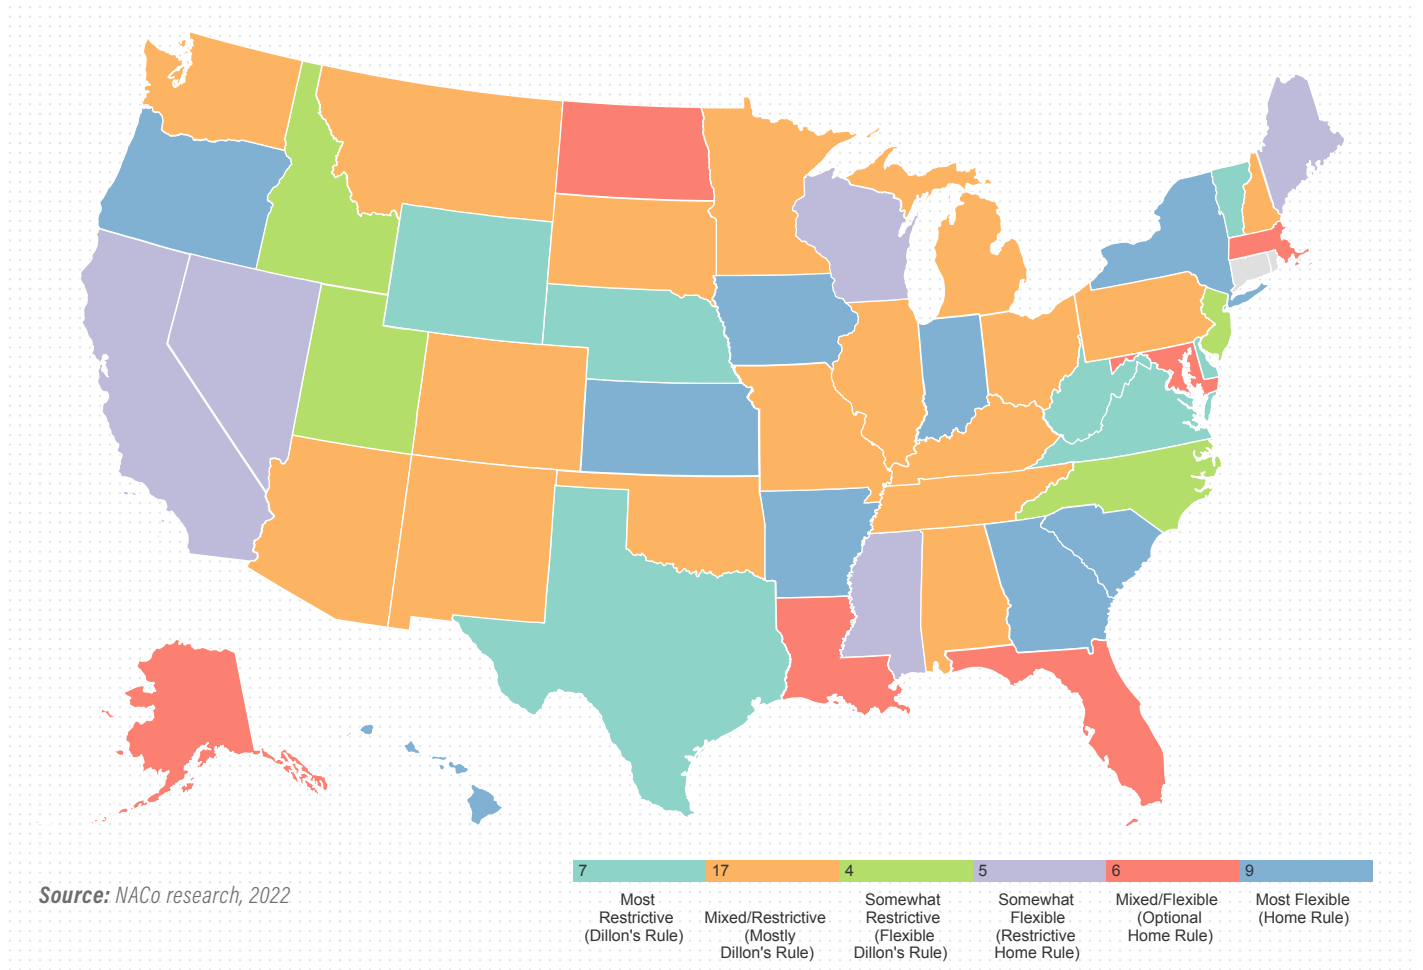 7 17 4 5 6 9
Source: NACo research, 2022
Most
Restrictive
(Dillon's Rule)
Mixed/Restrictive
(Mostly
Dillon's Rule)
Somewhat
Restrictive
(Flexible
Dillon's Rule)
Somewhat
Flexible
(Restrictive
Home Rule)
Mixed/Flexible
(Optional
Home Rule)
Most Flexible
(Home Rule)